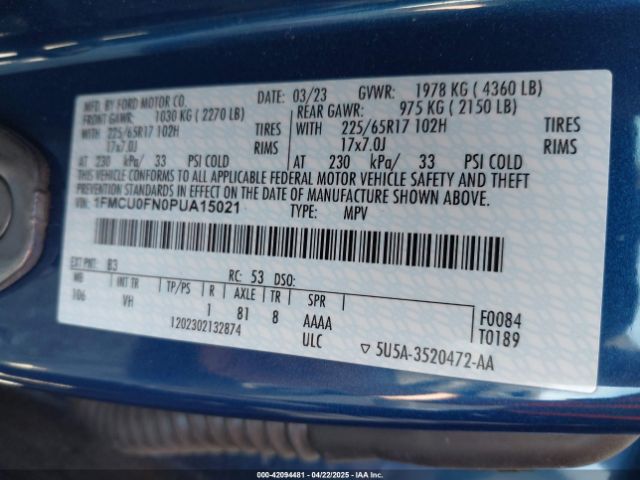 MFD. BY FORD MOTOR CO. DATE: 03/23 GVWR: 1978 KG ( 4360 LB)
FRONT GAWR: 1030 KG ( 2270 LB) REAR GAWR: 975 KG ( 2150 LB)
WITH 225/65R17 102H TIRES WITH 225/65R17 102H TIRES
17x7.0J RIMS 17x7.0J RIMS
AT 230 kPa/ 33 PSI COLD AT 230 kPa/ 33 PSI COLD
THIS VEHICLE CONFORMS TO ALL APPLICABLE FEDERAL MOTOR VEHICLE SAFETY AND THEFT
PREVENTION STANDARDS IN EFFECT ON THE DATE OF MANUFACTURE SHOWN ABOVE.
VIN: 1FMCU0FN0PUA15021 TYPE: MPV
EXT PNT: B3 RC: 53 DSO:
WB INT TR TP/PS R AXLE TR SPR
106 VH 1 81 8 AAAA F0084
1202302132874 ULC T0189
▽ 5U5A-3520472-AA
00-42094481 - 04/22/2025 - IAA Inc.